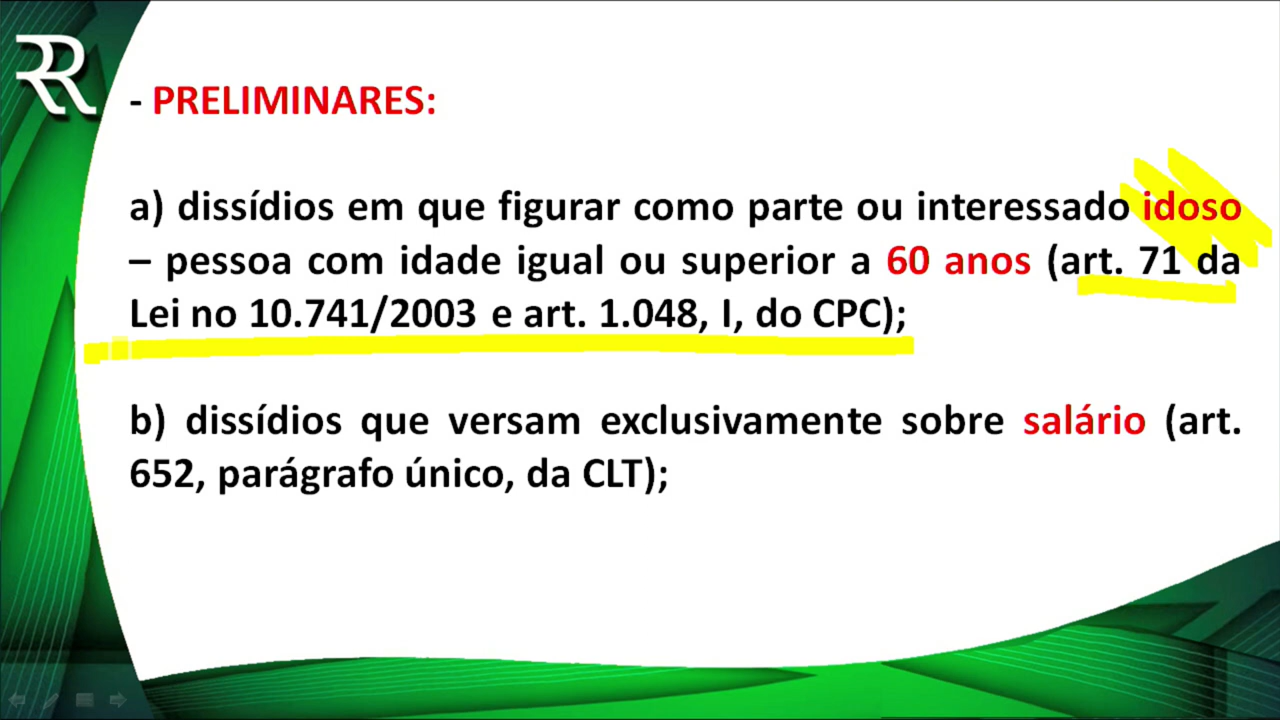 - PRELIMINARES:
a) dissídios em que figurar como parte ou interessado idoso
– pessoa com idade igual ou superior a 60 anos (art. 71 da
Lei no 10.741/2003 e art. 1.048, I, do CPC);
b) dissídios que versam exclusivamente sobre salário (art.
652, parágrafo único, da CLT);